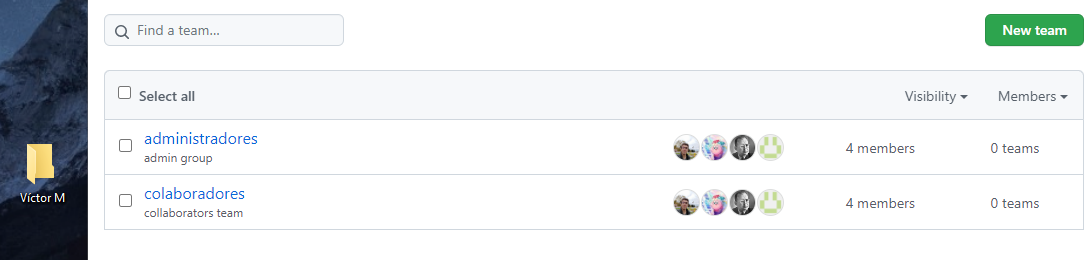 Find a team...
New team
Select all
Visibility
Members
administradores
admin group
4 members
0 teams
Víctor M
colaboradores
collaborators team
4 members
0 teams